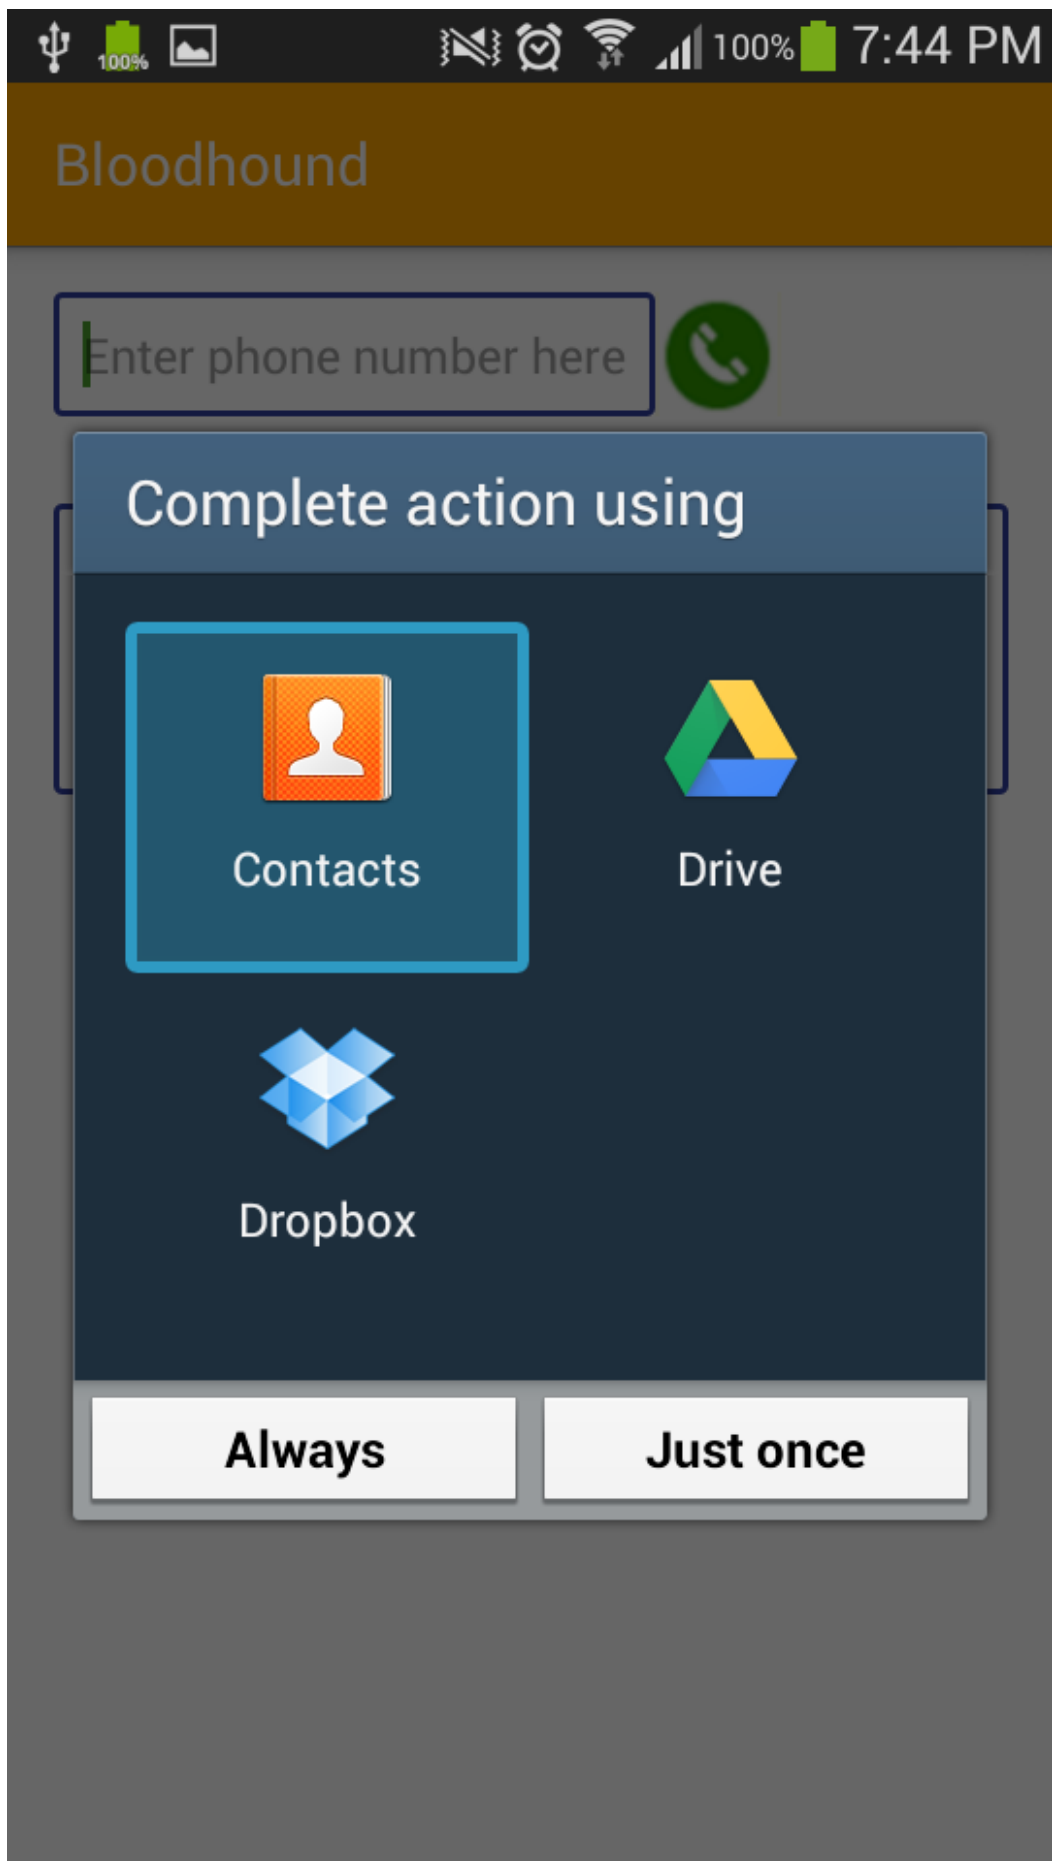 100% 100% 7:44 PM
Bloodhound
Enter phone number here
Complete action using
Contacts Drive
Dropbox
Always Just once